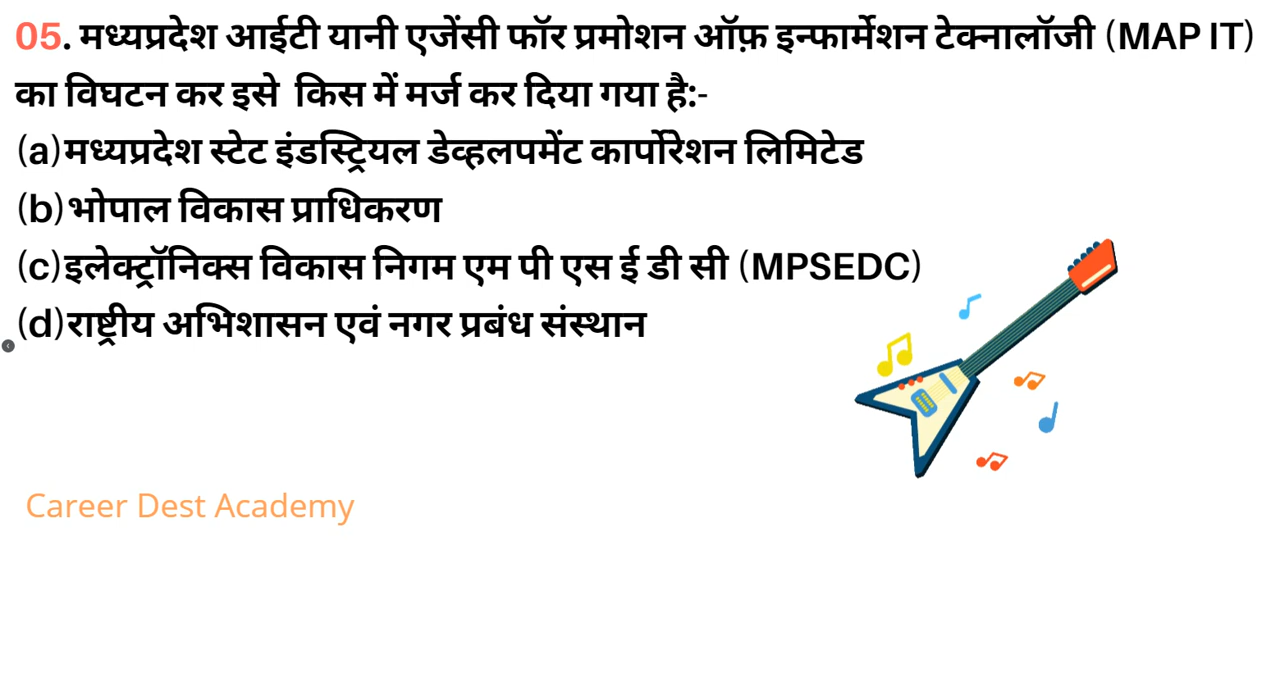 05. मध्यप्रदेश आईटी यानी एजेंसी फॉर प्रमोशन ऑफ़ इन्फार्मेशन टेक्नालॉजी (MAP IT)
का विघटन कर इसे किस में मर्ज कर दिया गया है:-
(a)मध्यप्रदेश स्टेट इंडस्ट्रियल डेव्हलपमेंट कार्पोरेशन लिमिटेड
(b)भोपाल विकास प्राधिकरण
(c)इलेक्ट्रॉनिक्स विकास निगम एम पी एस ई डी सी (MPSEDC)
(d)राष्ट्रीय अभिशासन एवं नगर प्रबंध संस्थान
Career Dest Academy